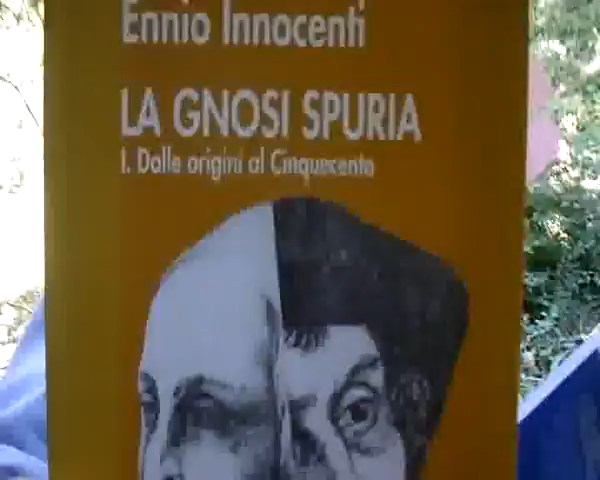 Ennio Innocenti
LA GNOSI SPURIA
I. Dalle origini al Cinquecento